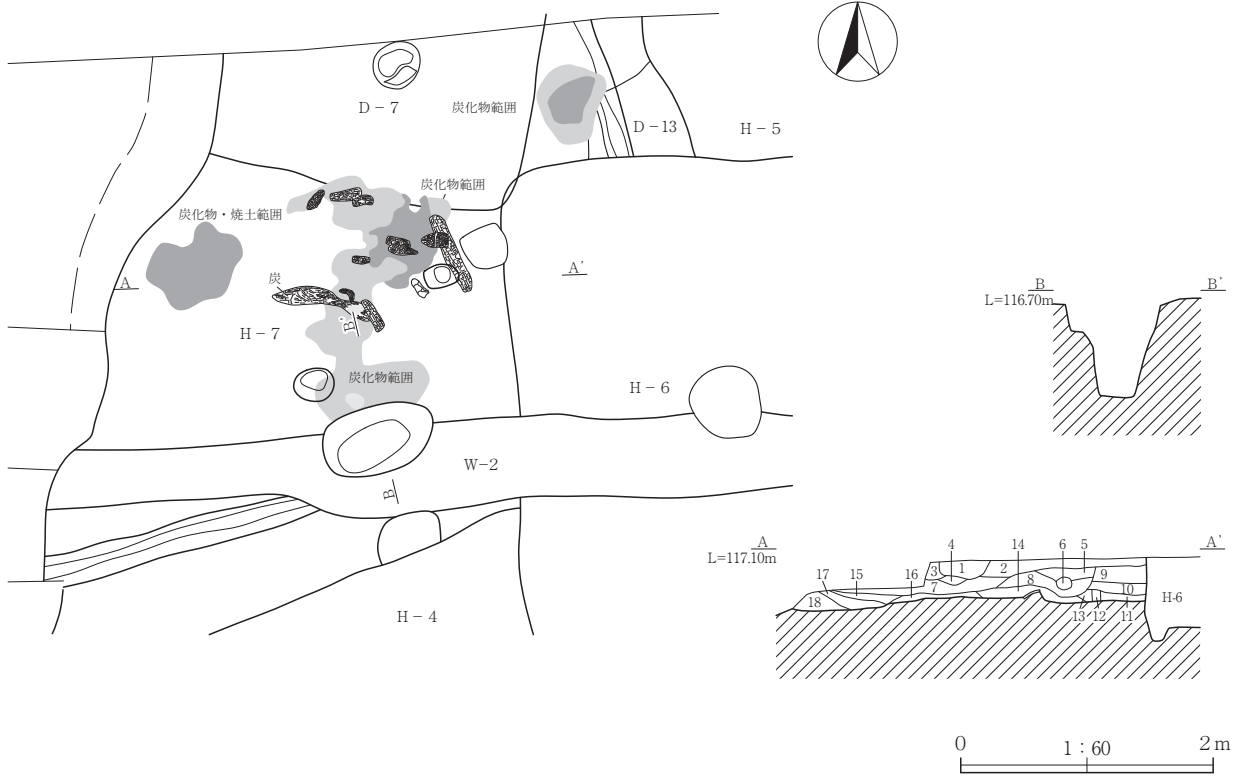 D－7
炭化物範囲
D－13
H－5
炭化物範囲
炭化物・焼土範囲
A
A’
炭
B’
H－7
炭化物範囲
H－6
W－2
B
H－4
B
B’
L=116.70m
A
A’
L=117.10m
4
14
6
5
17
15
16
3
1
2
9
7
8
10
18
H-6
13
12
11
0
1：60
2m